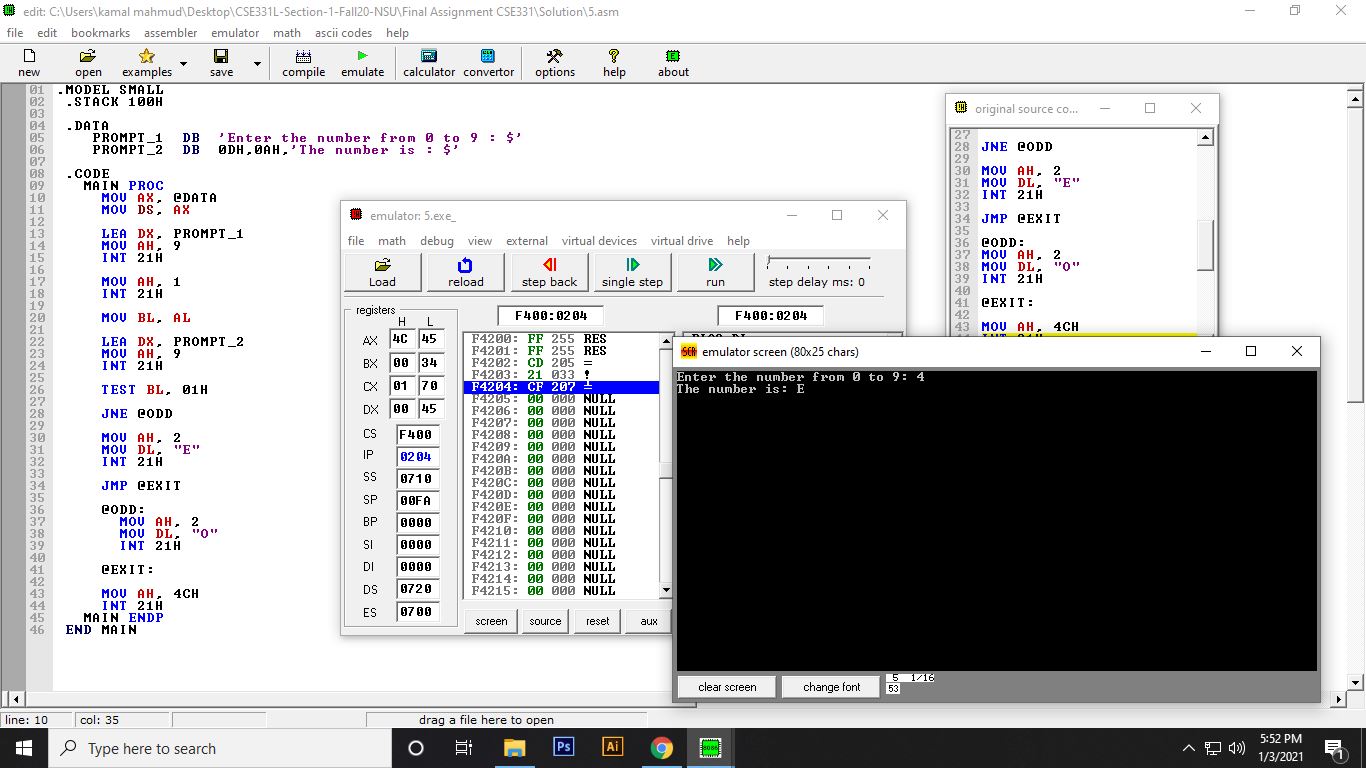 edit: C:\Users\kamal mahmud\Desktop\CSE331L-Section-1-Fall20-NSU\Final Assignment CSE331\Solution\5.asm
file edit bookmarks assembler emulator math ascii codes help
new open examples save compile emulate calculator convertor options help about
01 .MODEL SMALL
02 .STACK 100H
03
04 .DATA
05 PROMPT_1 DB 'Enter the number from 0 to 9 : $'
06 PROMPT_2 DB 0DH,0AH,'The number is : $'
07
08 .CODE
09 MAIN PROC
10 MOV AX, @DATA
11 MOV DS, AX
12
13 LEA DX, PROMPT_1
14 MOV AH, 9
15 INT 21H
16
17 MOV AH, 1
18 INT 21H
19
20 MOV BL, AL
21
22 LEA DX, PROMPT_2
23 MOV AH, 9
24 INT 21H
25
26 TEST BL, 01H
27
28 JNE @ODD
29
30 MOV AH, 2
31 MOV DL, "E"
32 INT 21H
33
34 JMP @EXIT
35
36 @ODD:
37 MOV AH, 2
38 MOV DL, "O"
39 INT 21H
40
41 @EXIT:
42
43 MOV AH, 4CH
44 INT 21H
45 MAIN ENDP
46 END MAIN
line: 10 col: 35 drag a file here to open
emulator: 5.exe_
file math debug view external virtual devices virtual drive help
Load reload step back single step run step delay ms: 0
registers F400:0204 F400:0204
H L
AX 4C 45
BX 00 34
CX 01 70
DX 00 45
CS F400
IP 0204
SS 0710
SP 00FA
BP 0000
SI 0000
DI 0000
DS 0720
ES 0700
F4200: FF 255 RES
F4201: FF 255 RES
F4202: CD 205 =
F4203: 21 033 !
F4204: CF 207 ╧
F4205: 00 000 NULL
F4206: 00 000 NULL
F4207: 00 000 NULL
F4208: 00 000 NULL
F4209: 00 000 NULL
F420A: 00 000 NULL
F420B: 00 000 NULL
F420C: 00 000 NULL
F420D: 00 000 NULL
F420E: 00 000 NULL
F420F: 00 000 NULL
F4210: 00 000 NULL
F4211: 00 000 NULL
F4212: 00 000 NULL
F4213: 00 000 NULL
F4214: 00 000 NULL
F4215: 00 000 NULL
screen source reset aux
original source co...
27
28 JNE @ODD
29
30 MOV AH, 2
31 MOV DL, "E"
32 INT 21H
33
34 JMP @EXIT
35
36 @ODD:
37 MOV AH, 2
38 MOV DL, "O"
39 INT 21H
40
41 @EXIT:
42
43 MOV AH, 4CH
emulator screen (80x25 chars)
Enter the number from 0 to 9: 4
The number is: E
clear screen change font 5 1/16
53
Type here to search
Ps Ai
5:52 PM
1/3/2021
1